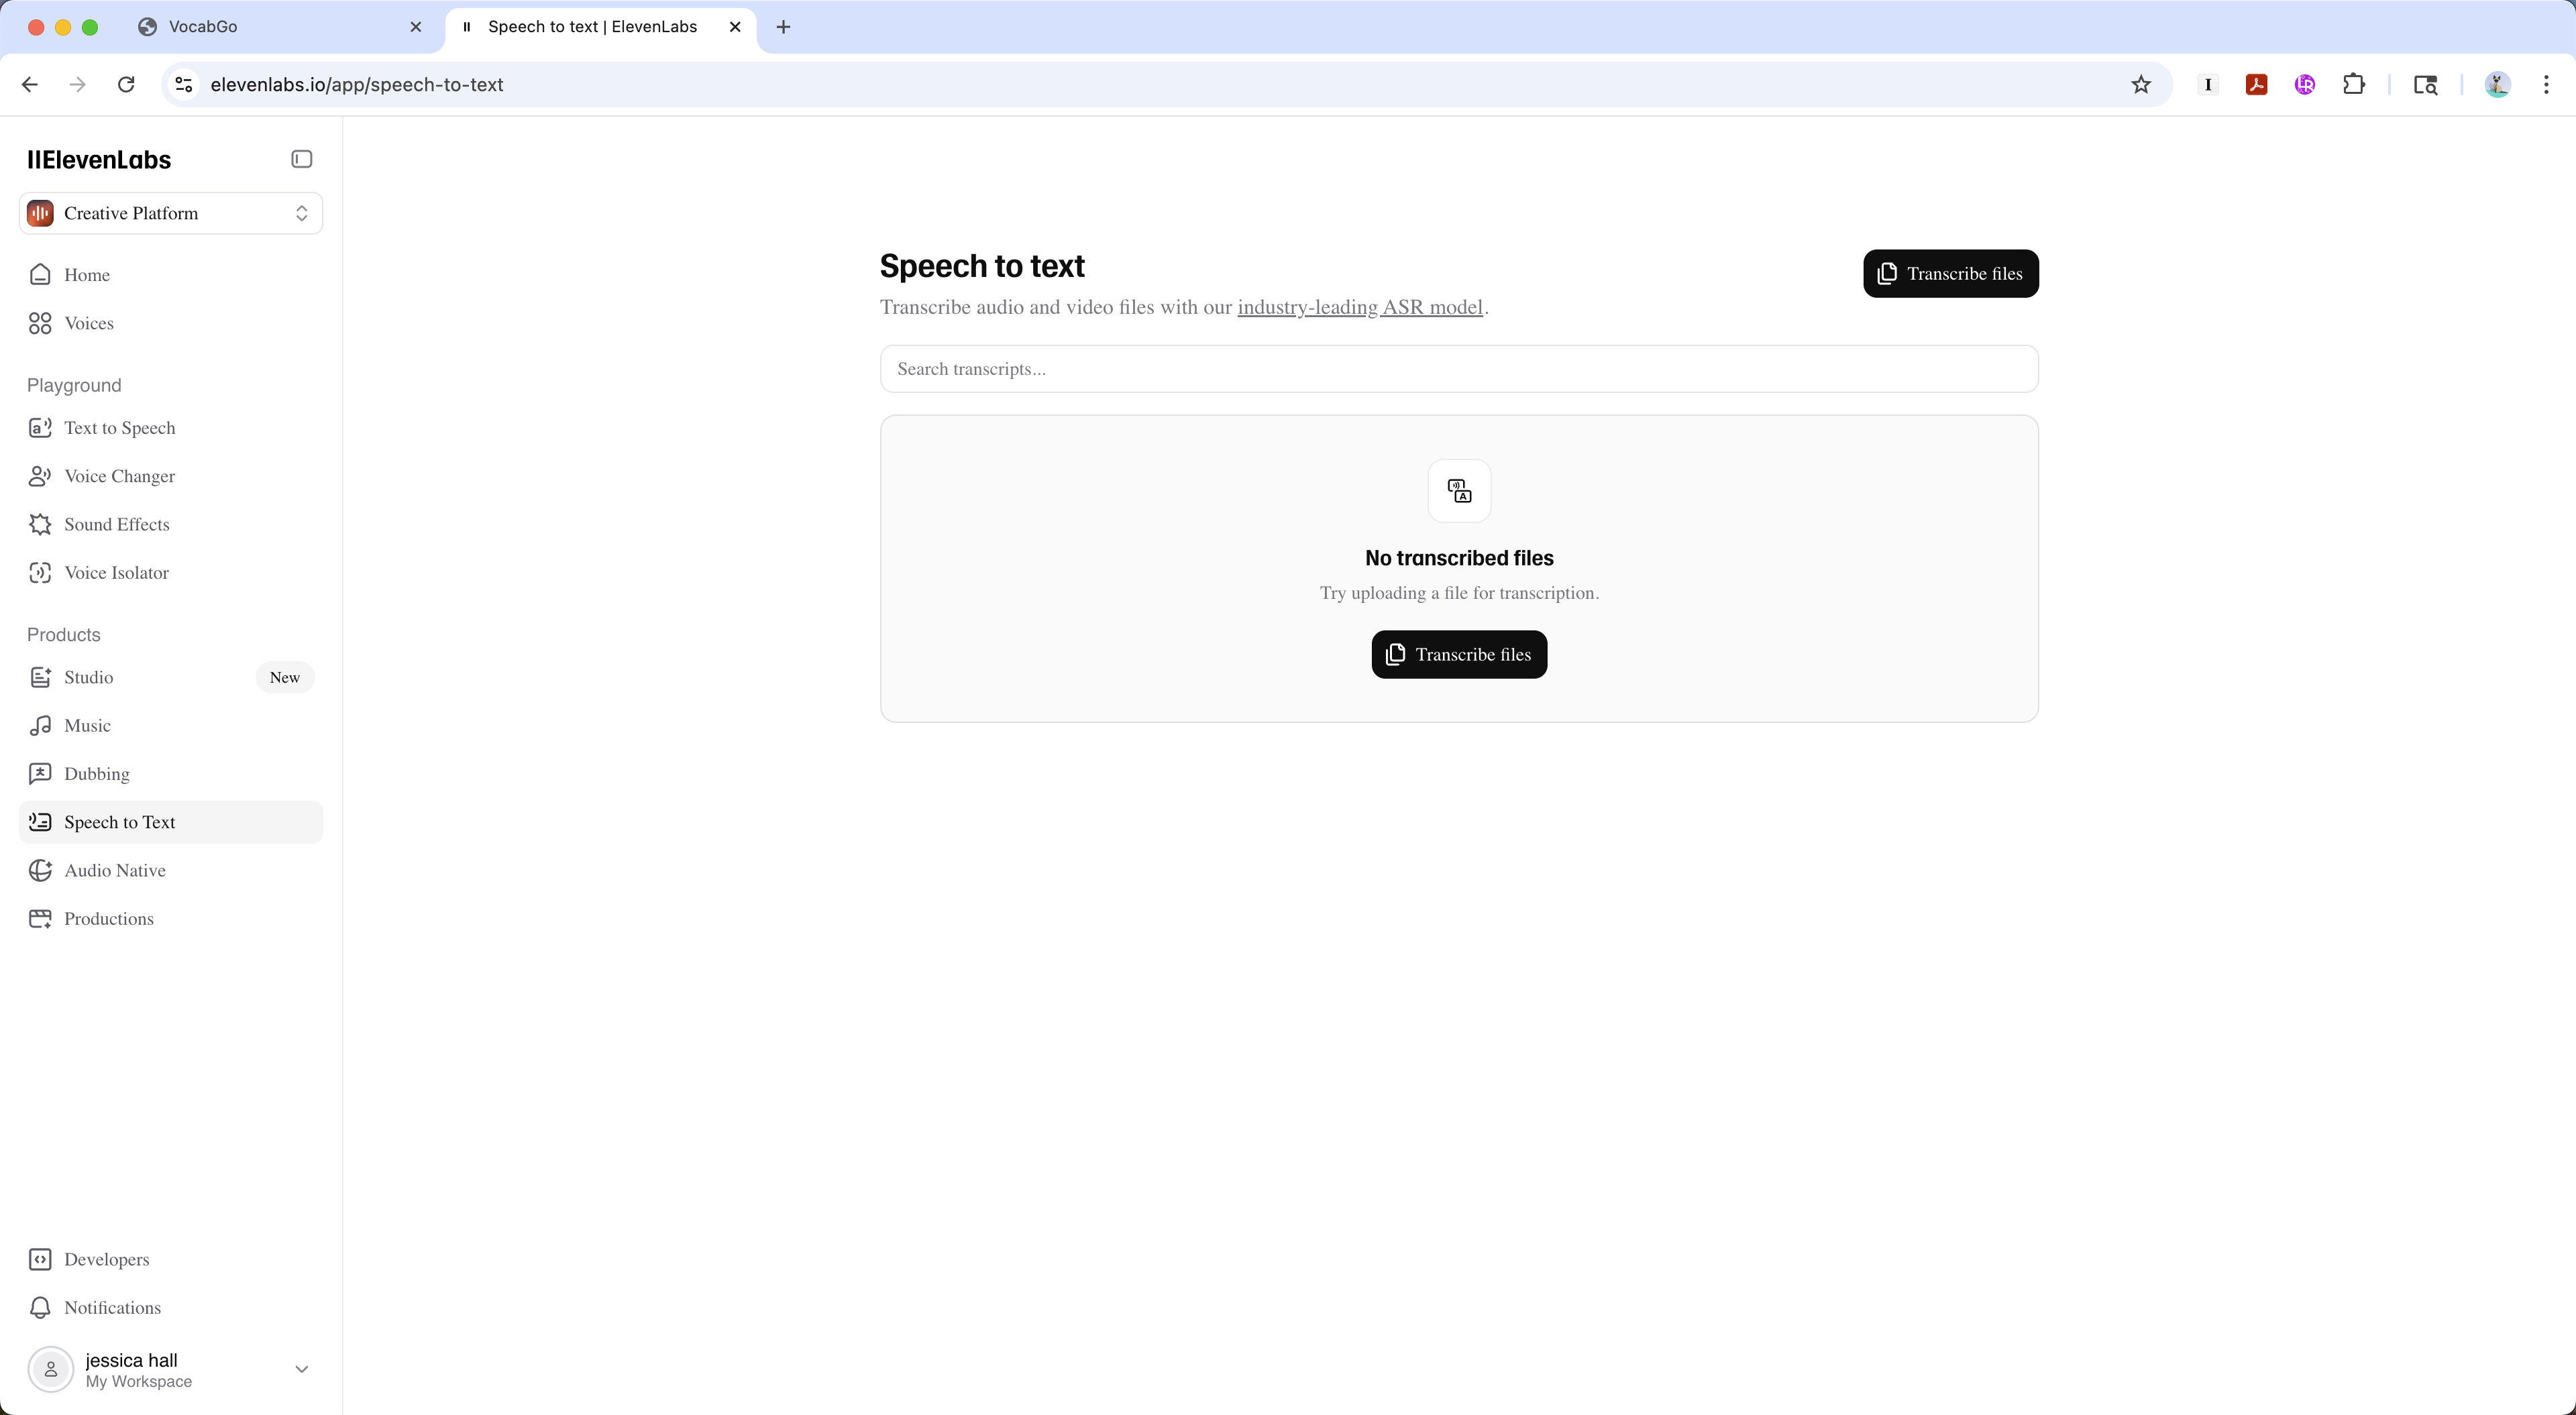 VocabGo
Speech to text | ElevenLabs
elevenlabs.io/app/speech-to-text
IIElevenLabs
Creative Platform
Home
Voices
Playground
Text to Speech
Voice Changer
Sound Effects
Voice Isolator
Products
Studio New
Music
Dubbing
Speech to Text
Audio Native
Productions
Developers
Notifications
jessica hall
My Workspace
Speech to text
Transcribe files
Transcribe audio and video files with our industry-leading ASR model.
Search transcripts...
No transcribed files
Try uploading a file for transcription.
Transcribe files